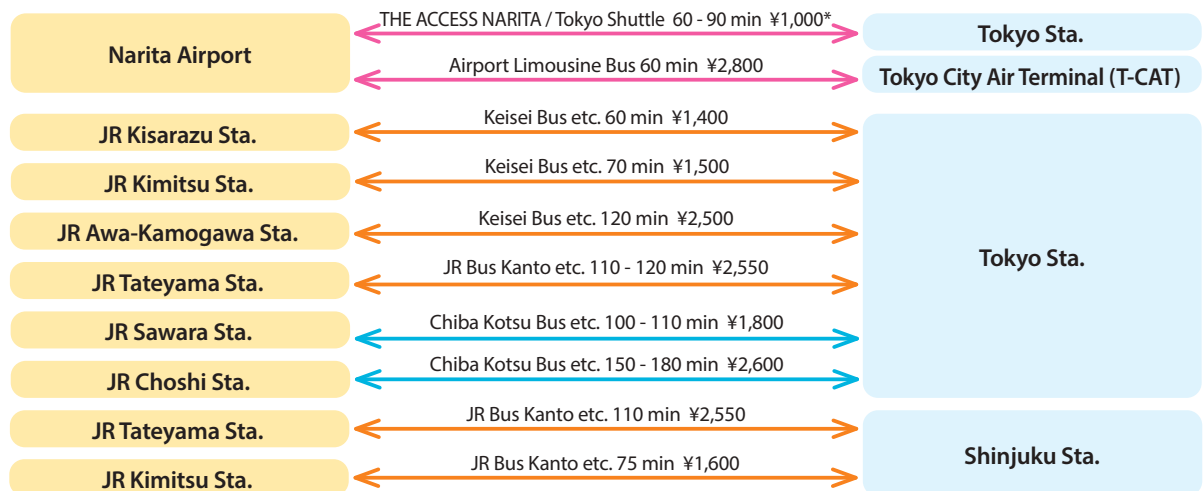 THE ACCESS NARITA / Tokyo Shuttle 60 - 90 min ¥1,000*
Narita Airport
Tokyo Sta.
Airport Limousine Bus 60 min ¥2,800
Tokyo City Air Terminal (T-CAT)
JR Kisarazu Sta.
Keisei Bus etc. 60 min ¥1,400
JR Kimitsu Sta.
Keisei Bus etc. 70 min ¥1,500
JR Awa-Kamogawa Sta.
Keisei Bus etc. 120 min ¥2,500
JR Tateyama Sta.
JR Bus Kanto etc. 110 - 120 min ¥2,550
Tokyo Sta.
JR Sawara Sta.
Chiba Kotsu Bus etc. 100 - 110 min ¥1,800
JR Choshi Sta.
Chiba Kotsu Bus etc. 150 - 180 min ¥2,600
JR Tateyama Sta.
JR Bus Kanto etc. 110 min ¥2,550
JR Kimitsu Sta.
JR Bus Kanto etc. 75 min ¥1,600
Shinjuku Sta.